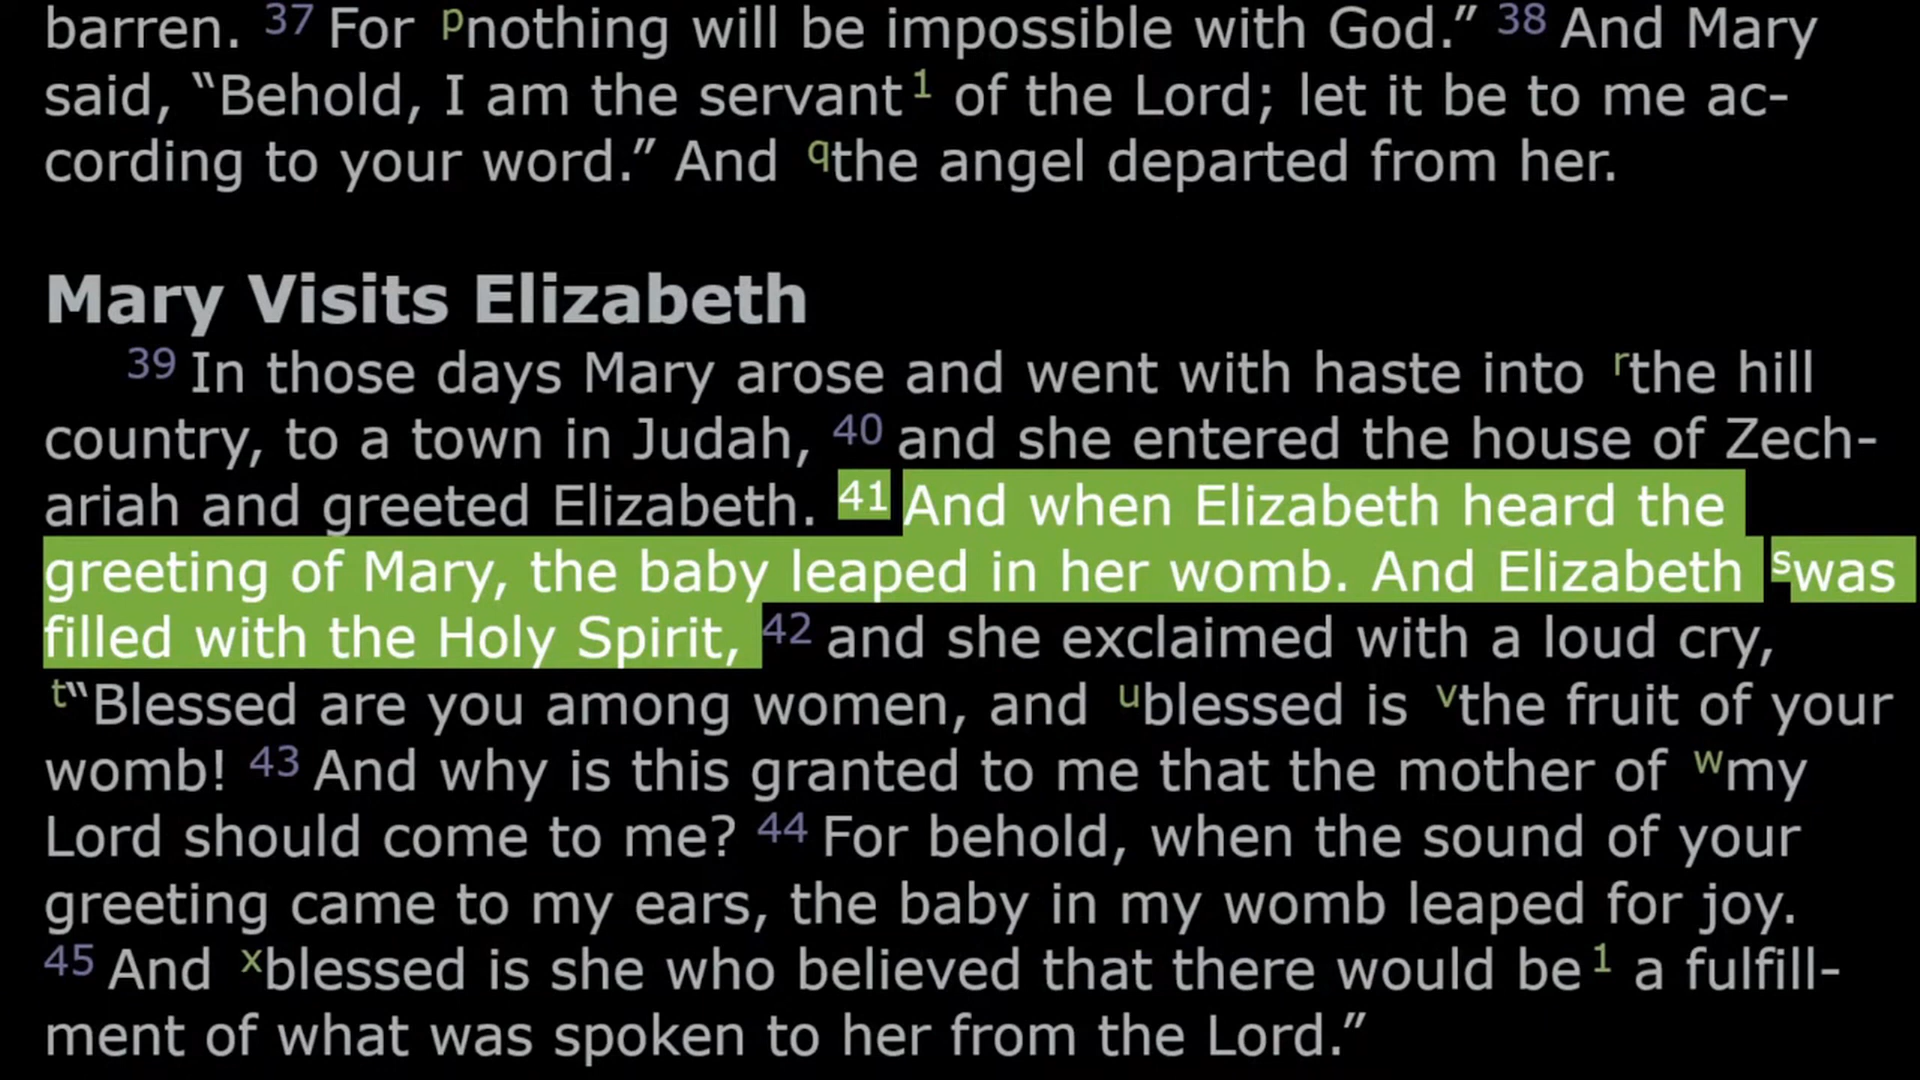 barren. 37 For pnothing will be impossible with God.” 38 And Mary
said, “Behold, I am the servant1 of the Lord; let it be to me ac-
cording to your word.” And qthe angel departed from her.
Mary Visits Elizabeth
39 In those days Mary arose and went with haste into rthe hill
country, to a town in Judah, 40 and she entered the house of Zech-
ariah and greeted Elizabeth. 41 And when Elizabeth heard the
greeting of Mary, the baby leaped in her womb. And Elizabeth swas
filled with the Holy Spirit, 42 and she exclaimed with a loud cry,
t“Blessed are you among women, and ublessed is vthe fruit of your
womb! 43 And why is this granted to me that the mother of wmy
Lord should come to me? 44 For behold, when the sound of your
greeting came to my ears, the baby in my womb leaped for joy.
45 And xblessed is she who believed that there would be1 a fulfill-
ment of what was spoken to her from the Lord.”